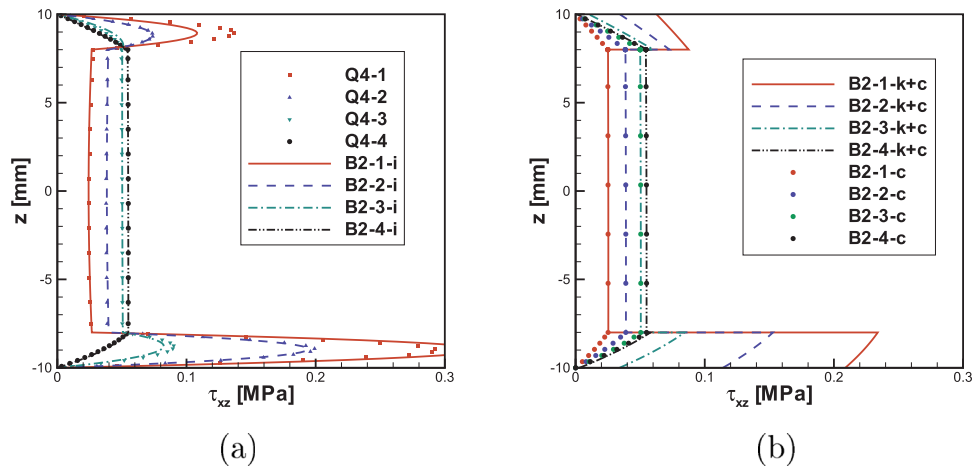 10
5
0
-5
-10
z [mm]
0
0.1
0.2
0.3
τxz [MPa]
Q4-1
Q4-2
Q4-3
Q4-4
B2-1-i
B2-2-i
B2-3-i
B2-4-i
(a)
10
5
0
-5
-10
z [mm]
0
0.1
0.2
0.3
τxz [MPa]
B2-1-k+c
B2-2-k+c
B2-3-k+c
B2-4-k+c
B2-1-c
B2-2-c
B2-3-c
B2-4-c
(b)